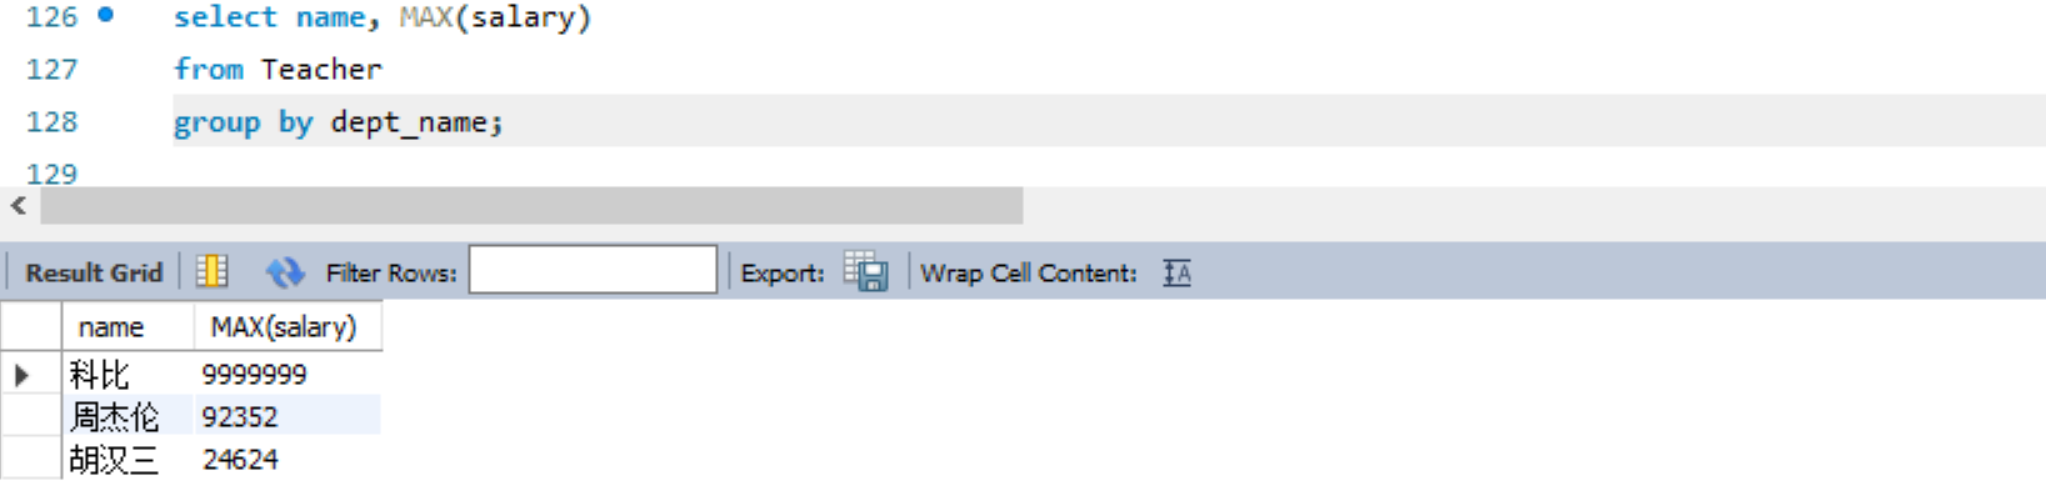 126 select name, MAX(salary)
127 from Teacher
128 group by dept_name;
129
Result Grid Filter Rows: Export: Wrap Cell Content:
name MAX(salary)
科比 9999999
周杰伦 92352
胡汉三 24624